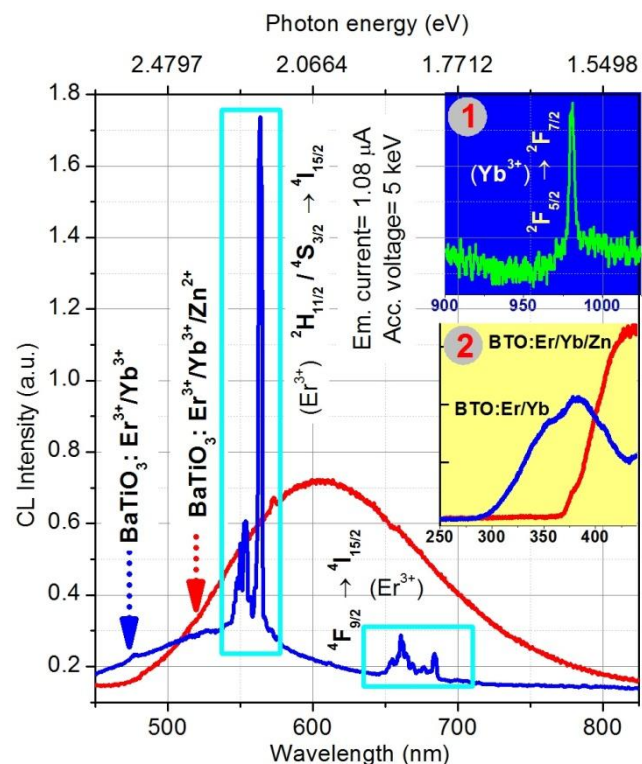 Photon energy (eV)
2.4797 2.0664 1.7712 1.5498
1.8
1.6
1.4
1.2
1.0
0.8
0.6
0.4
0.2
CL Intensity (a.u.)
500 600 700 800
Wavelength (nm)
BaTiO₃: Er³⁺/Yb³⁺
BaTiO₃: Er³⁺/Yb³⁺/Zn²⁺
²H₁₁/₂ / ⁴S₃/₂ → ⁴I₁₅/₂
(Er³⁺)
Em. current= 1.08 µA
Acc. voltage= 5 keV
⁴F₉/₂ → ⁴I₁₅/₂
(Er³⁺)
1
(Yb³⁺)
²F₅/₂ → ²F₇/₂
900 950 1000
2
BTO:Er/Yb/Zn
BTO:Er/Yb
250 300 350 400